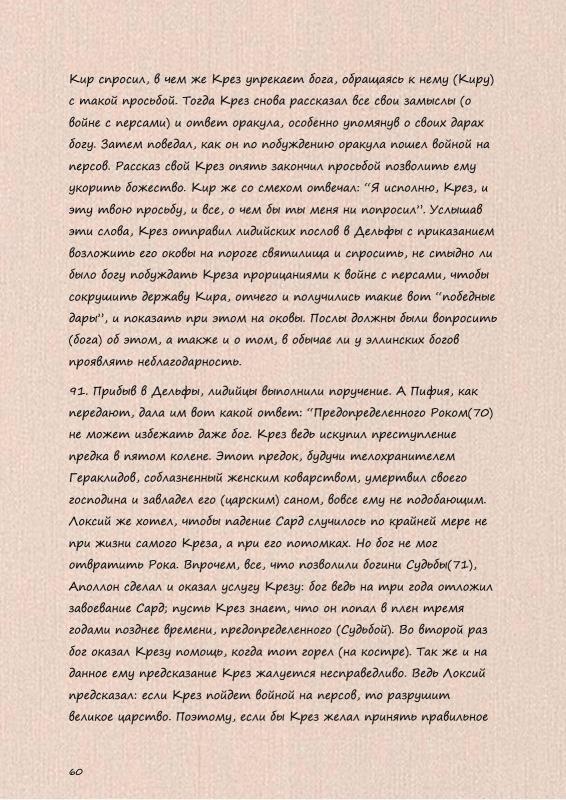 Кир спросил, в чем же Крез упрекает бога, обращаясь к нему (Киру)
с такой просьбой. Тогда Крез снова рассказал все свои замыслы (о
войне с персами) и ответ оракула, особенно упомянув о своих дарах
богу. Затем поведал, как он по побуждению оракула пошел войной на
персов. Рассказ свой Крез опять закончил просьбой позволить ему
укорить божество. Кир же со смехом отвечал: “Я исполню, Крез, и
эту твою просьбу, и все, о чем бы ты меня ни попросил”. Услышав
эти слова, Крез отправил лидийских послов в Дельфы с приказанием
возложить его оковы на пороге святилища и спросить, не стыдно ли
было богу побуждать Креза прорицаниями к войне с персами, чтобы
сокрушить державу Кира, отчего и получились такие вот “победные
дары”, и показать при этом на оковы. Послы должны были вопросить
(бога) об этом, а также и о том, в обычае ли у эллинских богов
проявлять неблагодарность.
91. Прибыв в Дельфы, лидийцы выполнили поручение. А Пифия, как
передают, дала им вот какой ответ: “Предопределенного Роком(70)
не может избежать даже бог. Крез ведь искупил преступление
предка в пятом колене. Этот предок, будучи телохранителем
Гераклидов, соблазненный женским коварством, умертвил своего
господина и завладел его (царским) саном, вовсе ему не подобающим.
Локсий же хотел, чтобы падение Сард случилось по крайней мере не
при жизни самого Креза, а при его потомках. Но бог не мог
отвратить Рока. Впрочем, все, что позволили богини Судьбы(71),
Аполлон сделал и оказал услугу Крезу: бог ведь на три года отложил
завоевание Сард; пусть Крез знает, что он попал в плен тремя
годами позднее времени, предопределенного (Судьбой). Во второй раз
бог оказал Крезу помощь, когда тот горел (на костре). Так же и на
данное ему предсказание Крез жалуется несправедливо. Ведь Локсий
предсказал: если Крез пойдет войной на персов, то разрушит
великое царство. Поэтому, если бы Крез желал принять правильное
60